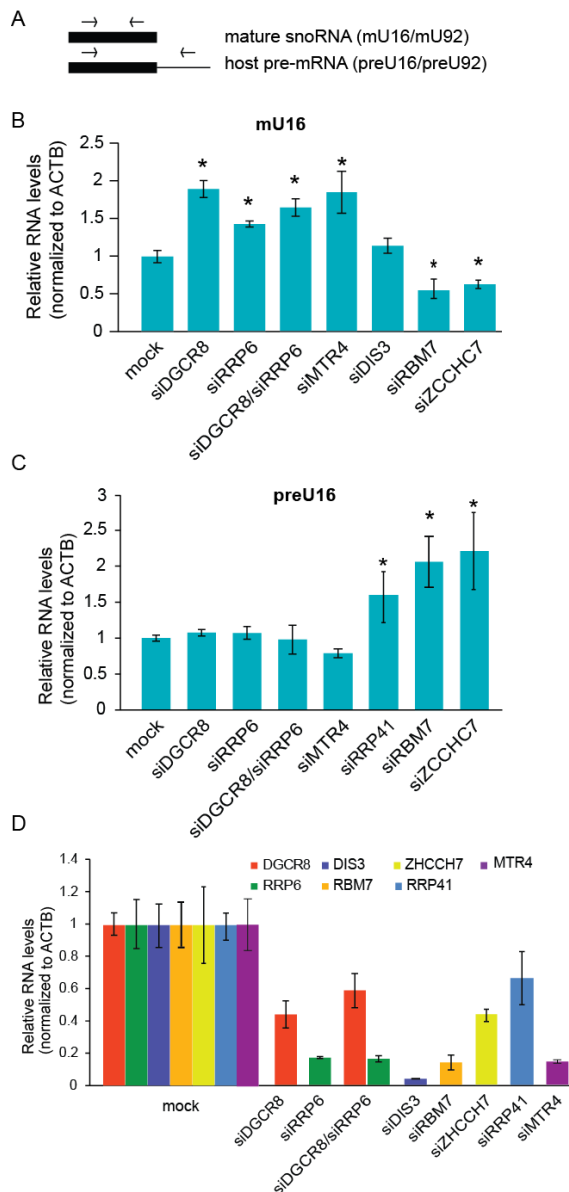 A
mature snoRNA (mU16/mU92)
host pre-mRNA (preU16/preU92)
B
mU16
Relative RNA levels
(normalized to ACTB)
2.5
2
1.5
1
0.5
0
* * * * * *
mock
siDGCR8
siRRP6
siDGCR8/siRRP6
siMTR4
siDIS3
siRBM7
siZCCHC7
C
preU16
Relative RNA levels
(normalized to ACTB)
3
2.5
2
1.5
1
0.5
0
* * *
mock
siDGCR8
siRRP6
siDGCR8/siRRP6
siMTR4
siRRP41
siRBM7
siZCCHC7
D
Relative RNA levels
(normalized to ACTB)
1.4
1.2
1
0.8
0.6
0.4
0.2
0
DGCR8 DIS3 ZHCCH7 MTR4
RRP6 RBM7 RRP41
mock
siDGCR8
siRRP6
siDGCR8/siRRP6
siDIS3
siRBM7
siZHCCH7
siRRP41
siMTR4